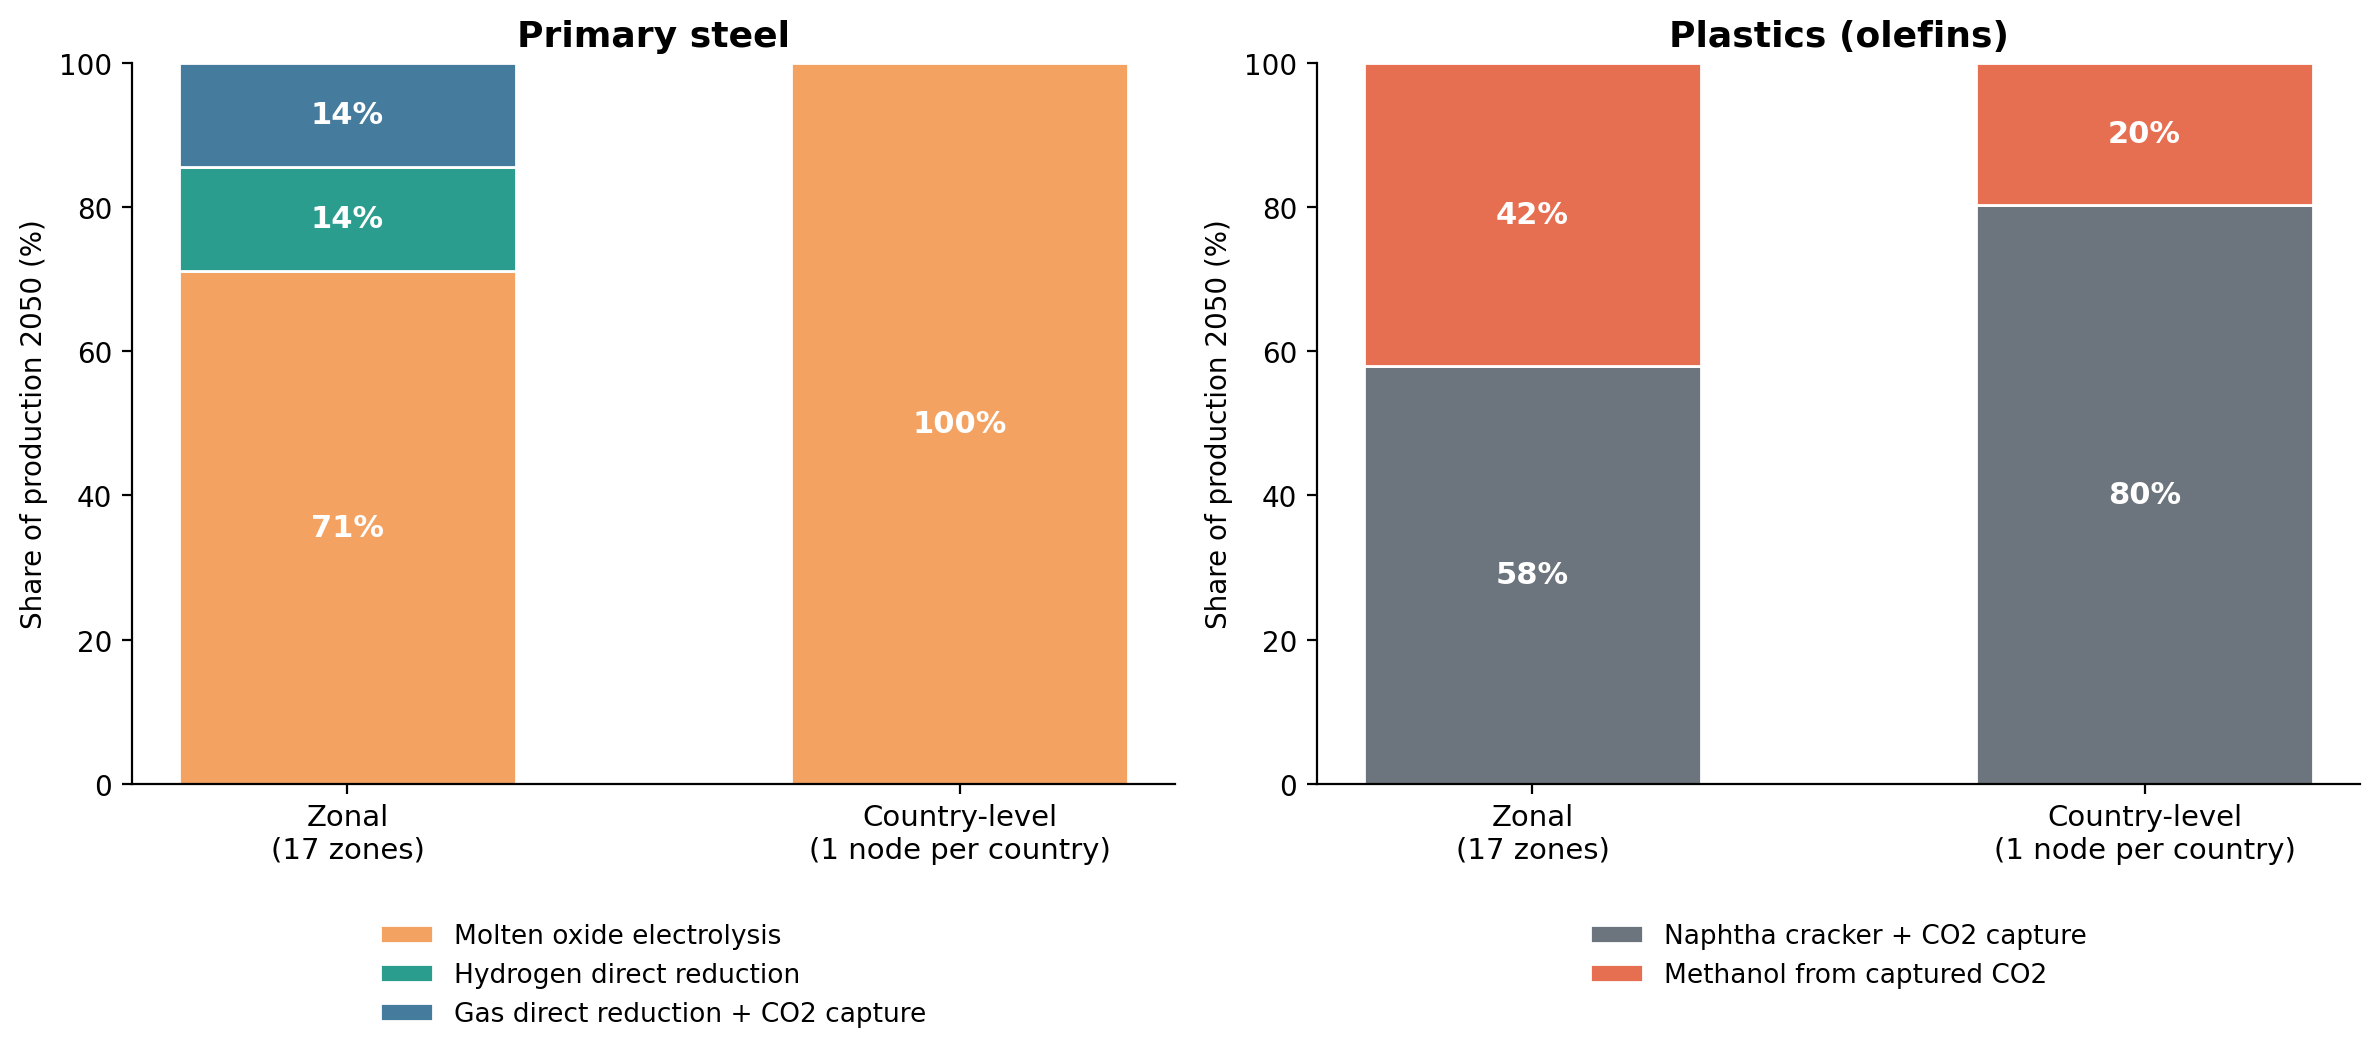 Primary steel
Share of production 2050 (%)
100
80
60
40
20
0
14%
14%
71%
100%
Zonal
(17 zones)
Country-level
(1 node per country)
Molten oxide electrolysis
Hydrogen direct reduction
Gas direct reduction + CO2 capture
Plastics (olefins)
Share of production 2050 (%)
100
80
60
40
20
0
42%
58%
20%
80%
Zonal
(17 zones)
Country-level
(1 node per country)
Naphtha cracker + CO2 capture
Methanol from captured CO2